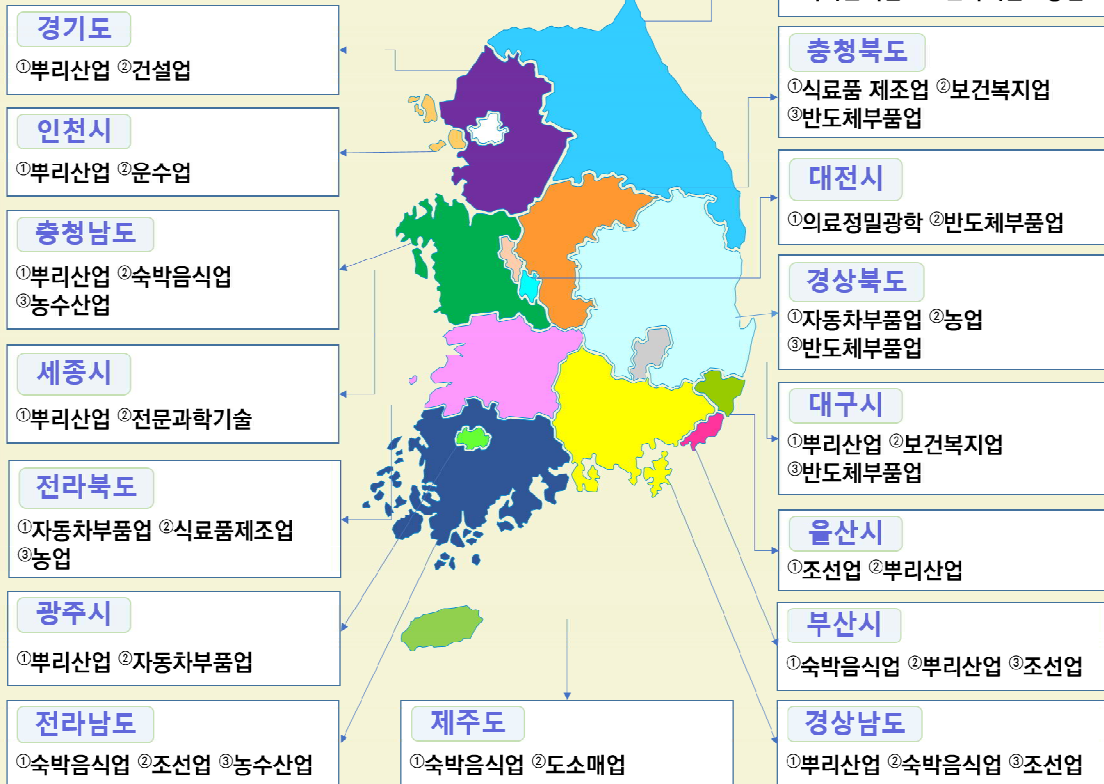 경기도
①뿌리산업 ②건설업
인천시
①뿌리산업 ②운수업
충청남도
①뿌리산업 ②숙박음식업
③농수산업
세종시
①뿌리산업 ②전문과학기술
전라북도
①자동차부품업 ②식료품제조업
③농업
광주시
①뿌리산업 ②자동차부품업
전라남도
①숙박음식업 ②조선업 ③농수산업
제주도
①숙박음식업 ②도소매업
충청북도
①식료품 제조업 ②보건복지업
③반도체부품업
대전시
①의료정밀광학 ②반도체부품업
경상북도
①자동차부품업 ②농업
③반도체부품업
대구시
①뿌리산업 ②보건복지업
③반도체부품업
울산시
①조선업 ②뿌리산업
부산시
①숙박음식업 ②뿌리산업 ③조선업
경상남도
①뿌리산업 ②숙박음식업 ③조선업